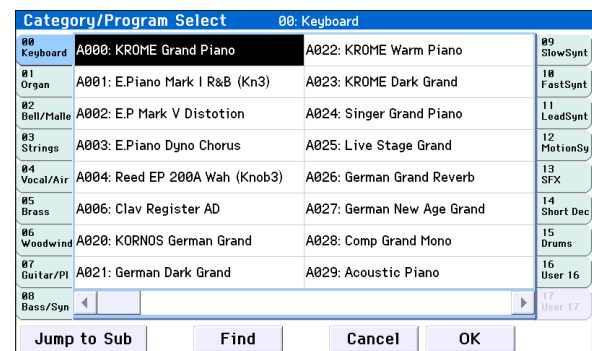 Category/Program Select 00: Keyboard
00
Keyboard
01
Organ
02
Bell/Malle
03
Strings
04
Vocal/Air
05
Brass
06
Woodwind
07
Guitar/Pl
08
Bass/Syn
A000: KROME Grand Piano
A001: E.Piano Mark I R&B (Kn3)
A002: E.P Mark V Distotion
A003: E.Piano Dyno Chorus
A004: Reed EP 200A Wah (Knob3)
A006: Clav Register AD
A020: KORNOS German Grand
A021: German Dark Grand
A022: KROME Warm Piano
A023: KROME Dark Grand
A024: Singer Grand Piano
A025: Live Stage Grand
A026: German Grand Reverb
A027: German New Age Grand
A028: Comp Grand Mono
A029: Acoustic Piano
09
SlowSynt
10
FastSynt
11
LeadSynt
12
MotionSy
13
SFX
14
Short Dec
15
Drums
16
User 16
17
User 17
Jump to Sub
Find
Cancel
OK